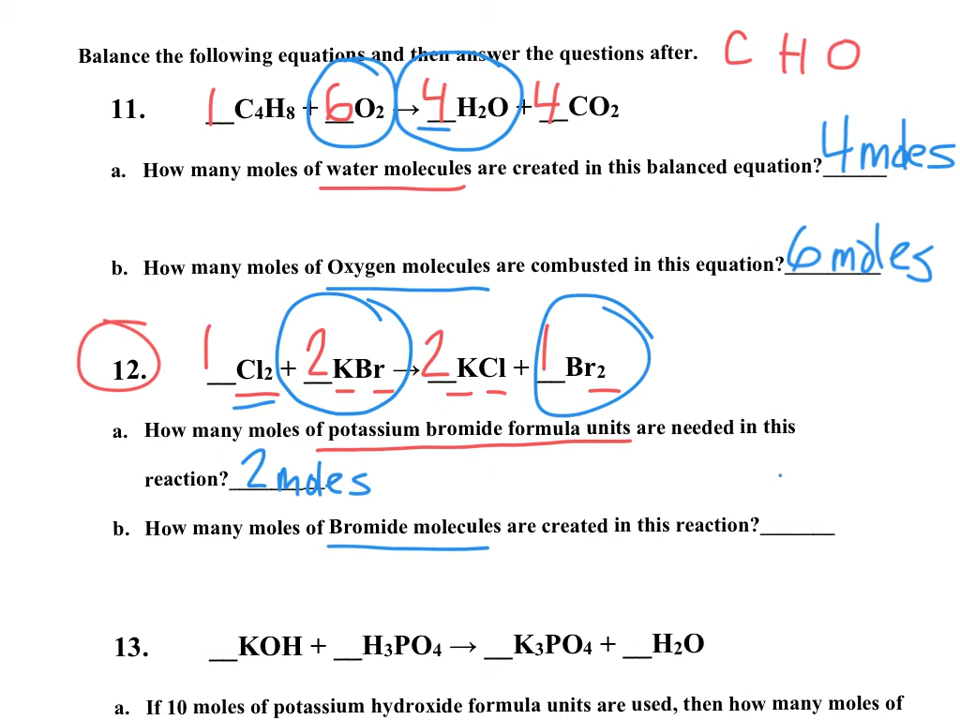 Balance the following equations and then answer the questions after. C H O
11. 1 C4H8 + 6 O2 → 4 H2O + 4 CO2
a. How many moles of water molecules are created in this balanced equation? 4 moles
b. How many moles of Oxygen molecules are combusted in this equation? 6 moles
12. 1 Cl2 + 2 KBr → 2 KCl + 1 Br2
a. How many moles of potassium bromide formula units are needed in this
reaction? 2 moles
b. How many moles of Bromide molecules are created in this reaction?______
13. __KOH + __H3PO4 → __K3PO4 + __H2O
a. If 10 moles of potassium hydroxide formula units are used, then how many moles of